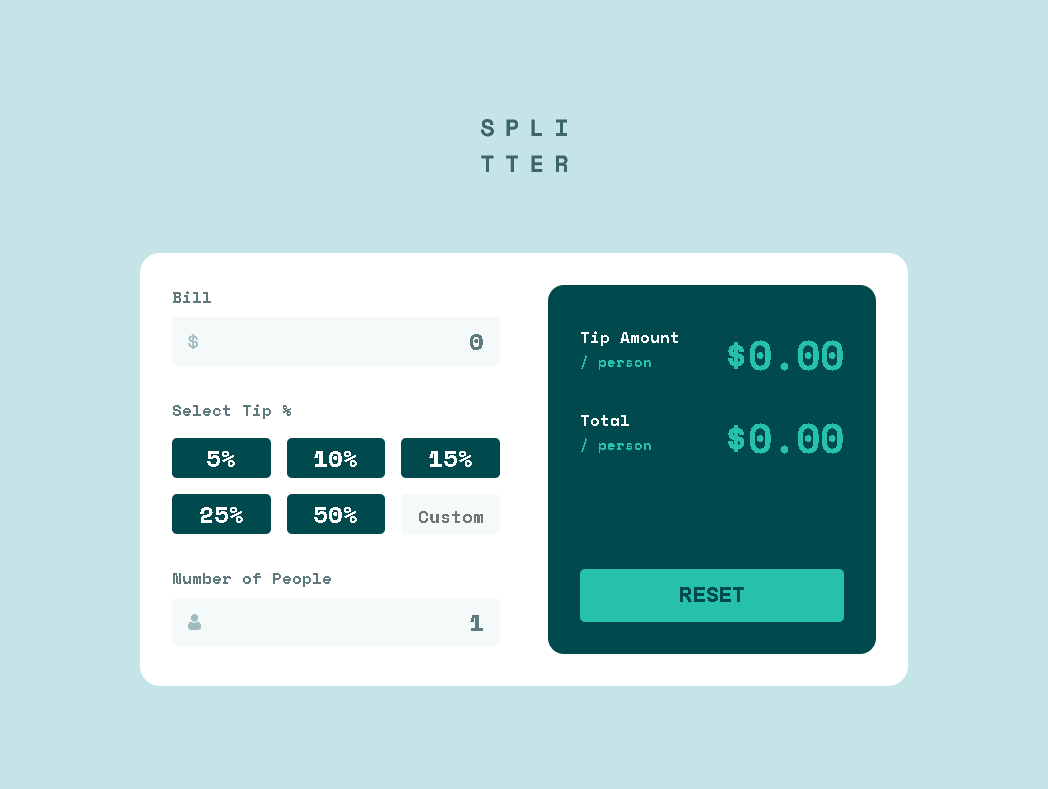 SPLI
TTER
Bill
$ 0
Select Tip %
5% 10% 15%
25% 50% Custom
Number of People
1
Tip Amount
/ person
$0.00
Total
/ person
$0.00
RESET